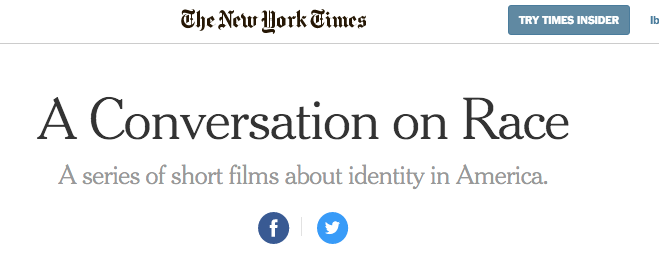 The New York Times
TRY TIMES INSIDER
A Conversation on Race
A series of short films about identity in America.